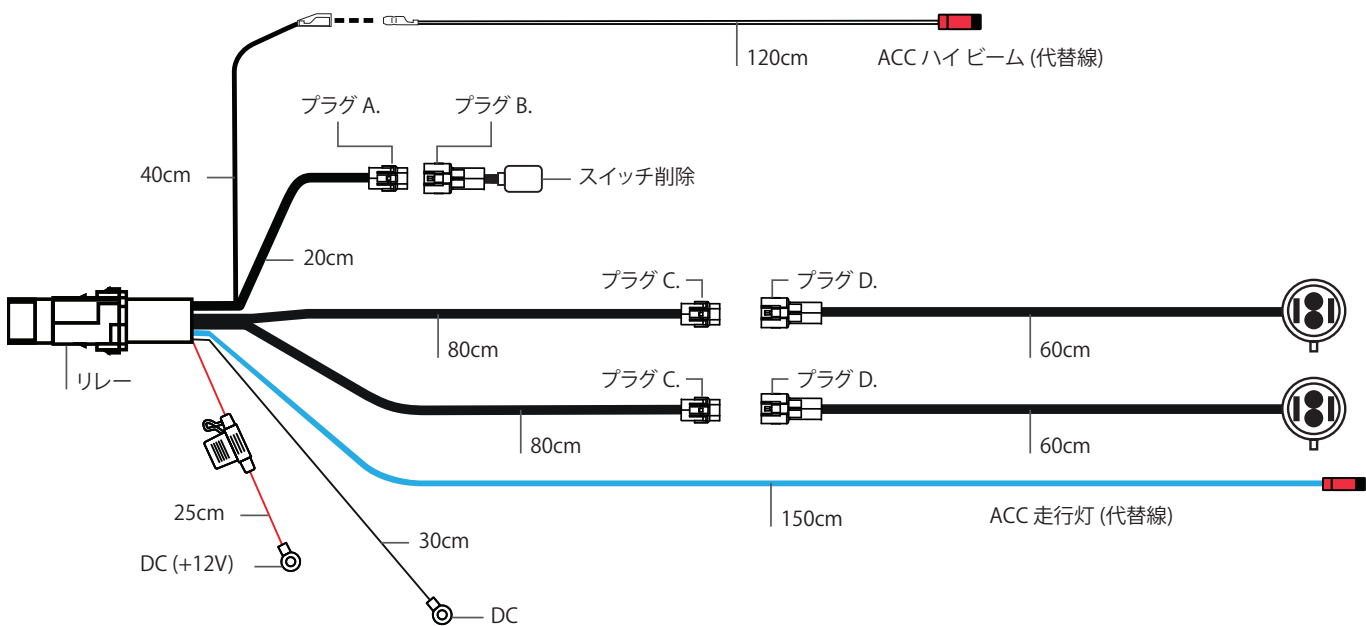 120cm
ACC ハイ ビーム (代替線)
プラグ A.
プラグ B.
40cm
スイッチ削除
20cm
プラグ C.
プラグ D.
80cm
60cm
リレー
プラグ C.
プラグ D.
80cm
60cm
25cm
150cm
ACC 走行灯 (代替線)
30cm
DC (+12V)
DC